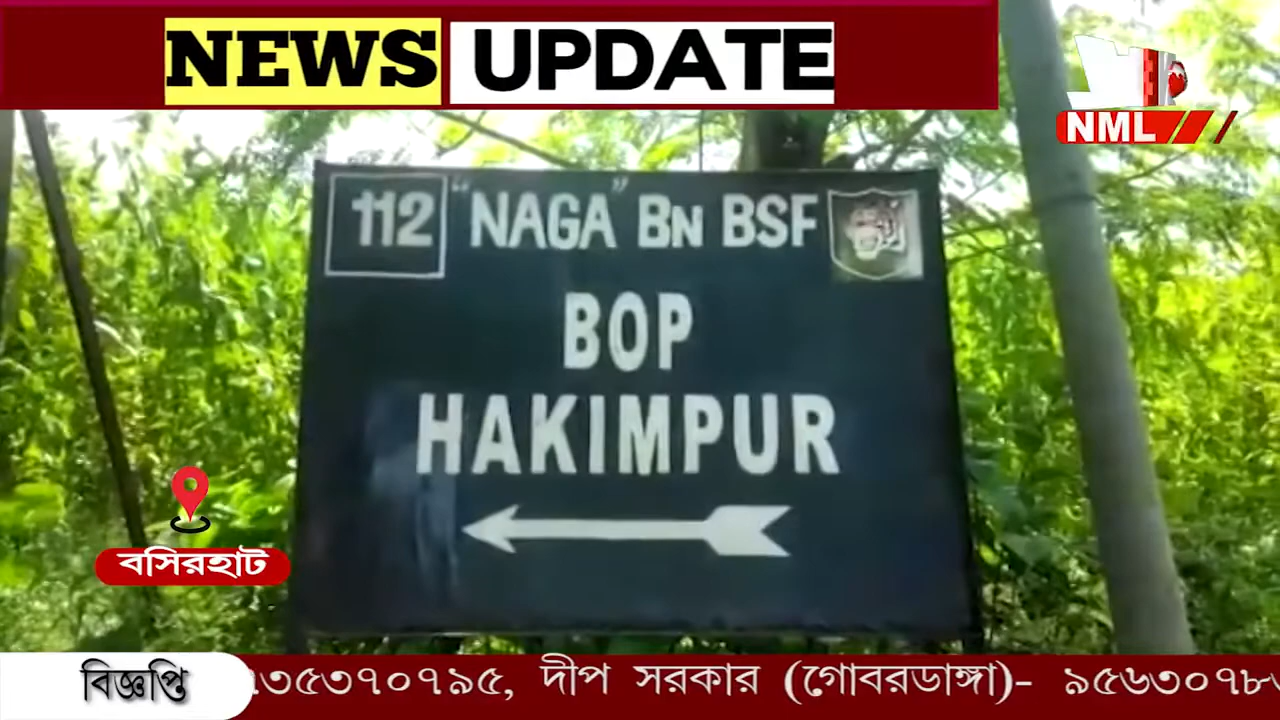 NEWS UPDATE
NML
112 "NAGA" BN BSF
BOP
HAKIMPUR
বসিরহাট
বিজ্ঞপ্তি
৩৫৩৭০৭৯৫, দীপ সরকার (গোবরডাঙ্গা)- ৯৫৬৩০৭৮